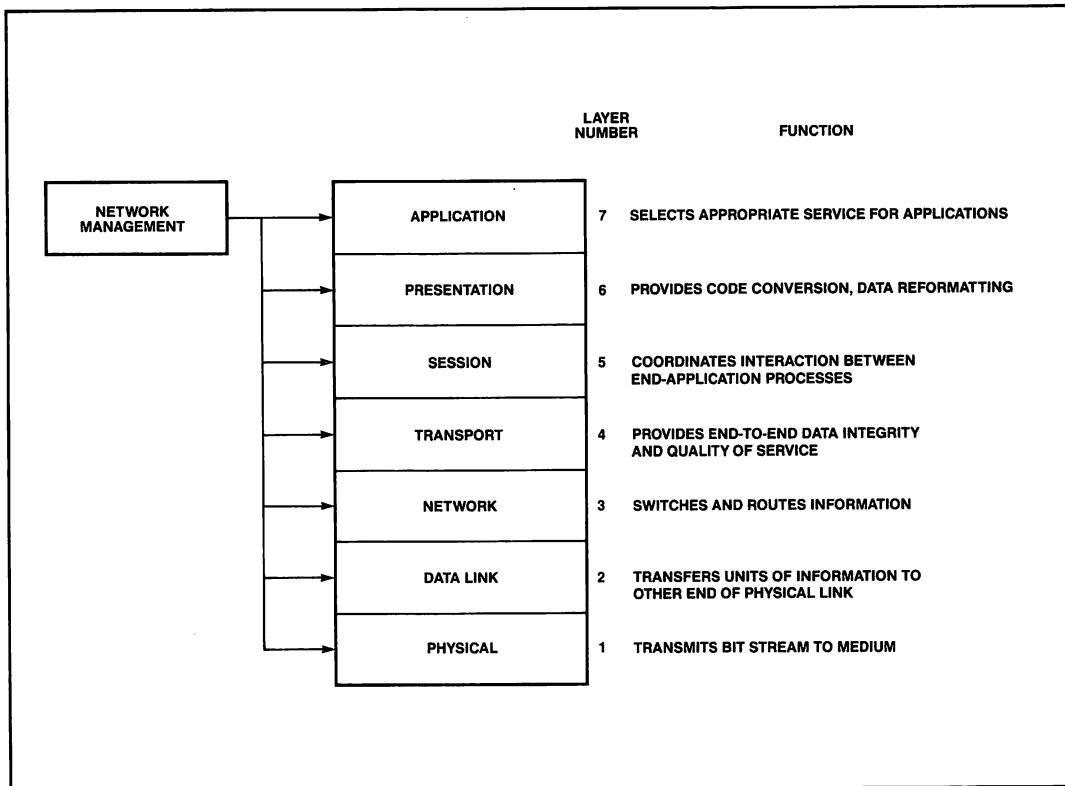 LAYER
NUMBER
FUNCTION
NETWORK
MANAGEMENT
APPLICATION
7 SELECTS APPROPRIATE SERVICE FOR APPLICATIONS
PRESENTATION
6 PROVIDES CODE CONVERSION, DATA REFORMATTING
SESSION
5 COORDINATES INTERACTION BETWEEN
END-APPLICATION PROCESSES
TRANSPORT
4 PROVIDES END-TO-END DATA INTEGRITY
AND QUALITY OF SERVICE
NETWORK
3 SWITCHES AND ROUTES INFORMATION
DATA LINK
2 TRANSFERS UNITS OF INFORMATION TO
OTHER END OF PHYSICAL LINK
PHYSICAL
1 TRANSMITS BIT STREAM TO MEDIUM